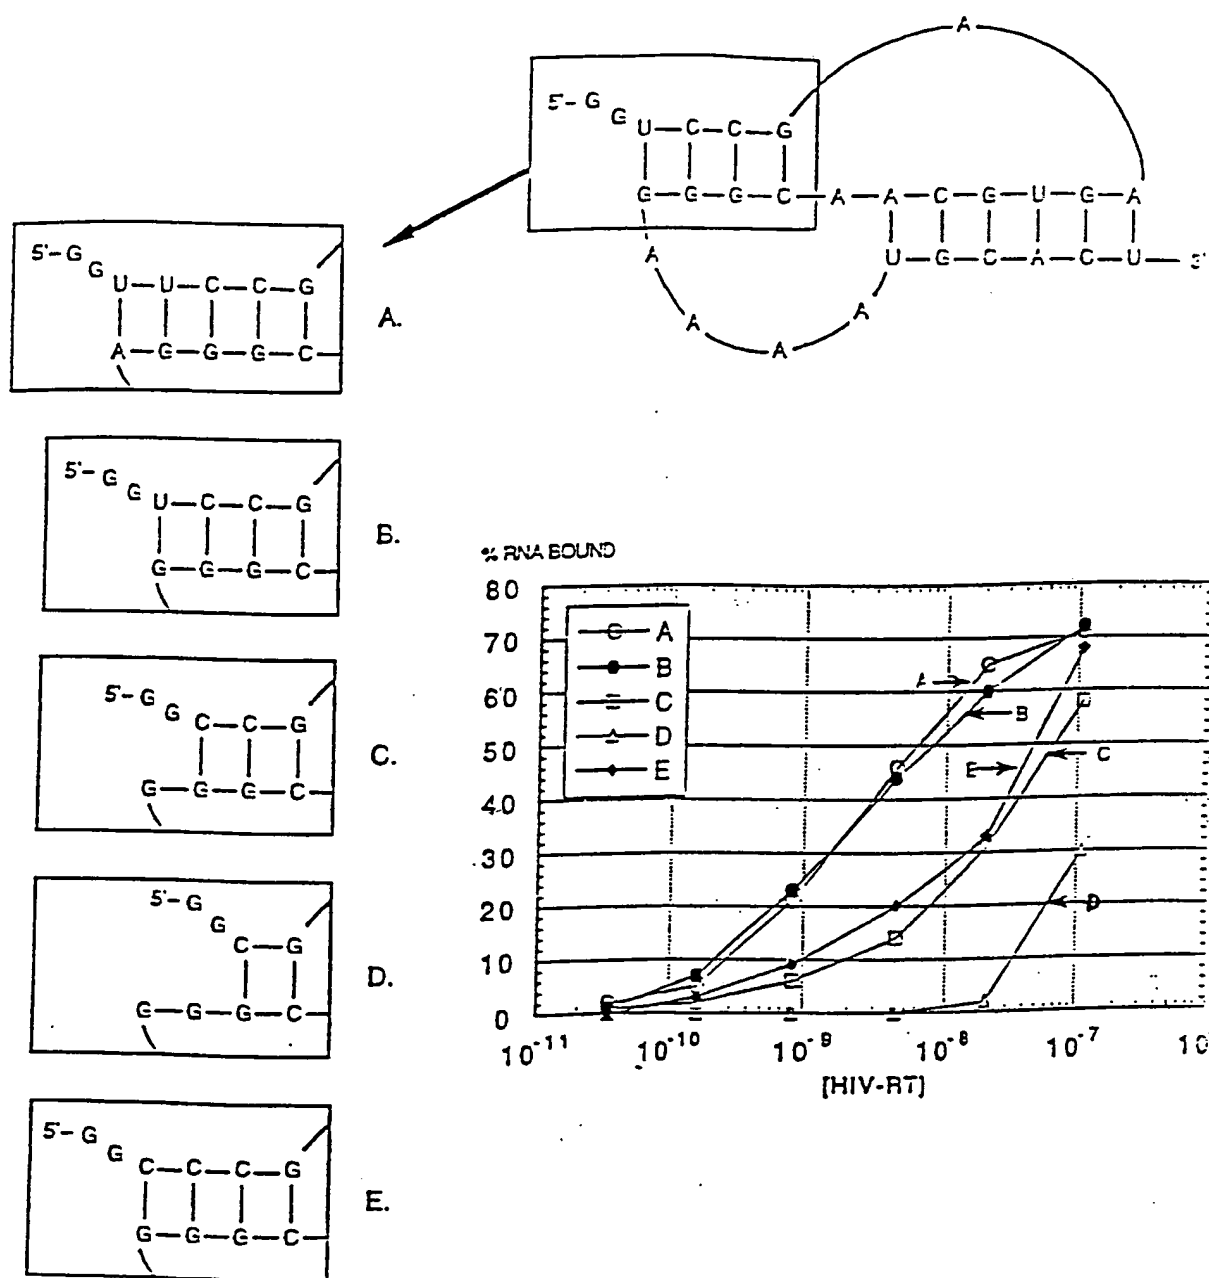 A
5'- G
G U-C-C-G
G-G-G-C-A-A-C-G-U-G-A
U-G-C-A-C-U- 3'
A
A
A
A
5'-G
G U-U-C-C-G
A-G-G-G-C-
A.
5'- G
G U-C-C-G
G-G-G-C-
B.
5'- G
G C-C-G
G-G-G-C-
C.
5'- G
G C-G
G-G-G-C-
D.
5'- G
G C-C-C-G
G-G-G-C-
E.
% RNA BOUND
80
70
60
50
40
30
20
10
0
A
B
C
D
E
A
B
E
C
D
10-11
10-10
10-9
10-8
10-7
10
[HIV-RT]